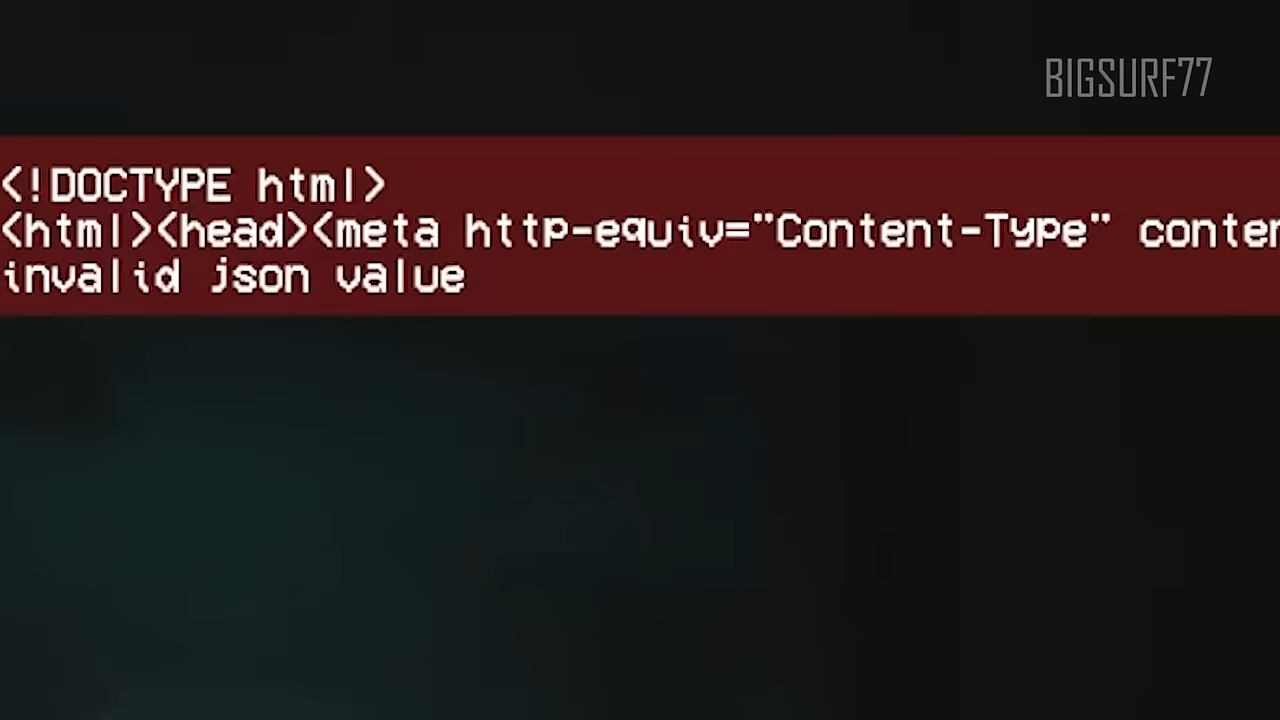 BIGSURF77
<!DOCTYPE html>
<html><head><meta http-equiv="Content-Type" conten
invalid json value